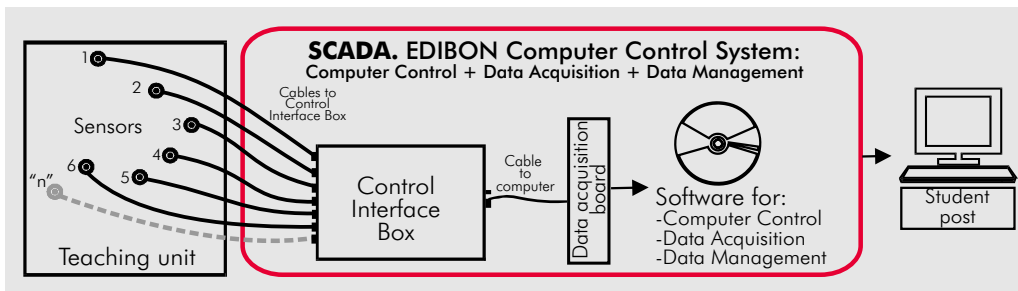 SCADA. EDIBON Computer Control System:
Computer Control + Data Acquisition + Data Management
1
2
3
4
5
6
"n"
Sensors
Teaching unit
Cables to
Control
Interface Box
Control
Interface
Box
Cable
to
computer
Data acquisition
board
Software for:
-Computer Control
-Data Acquisition
-Data Management
Student
post